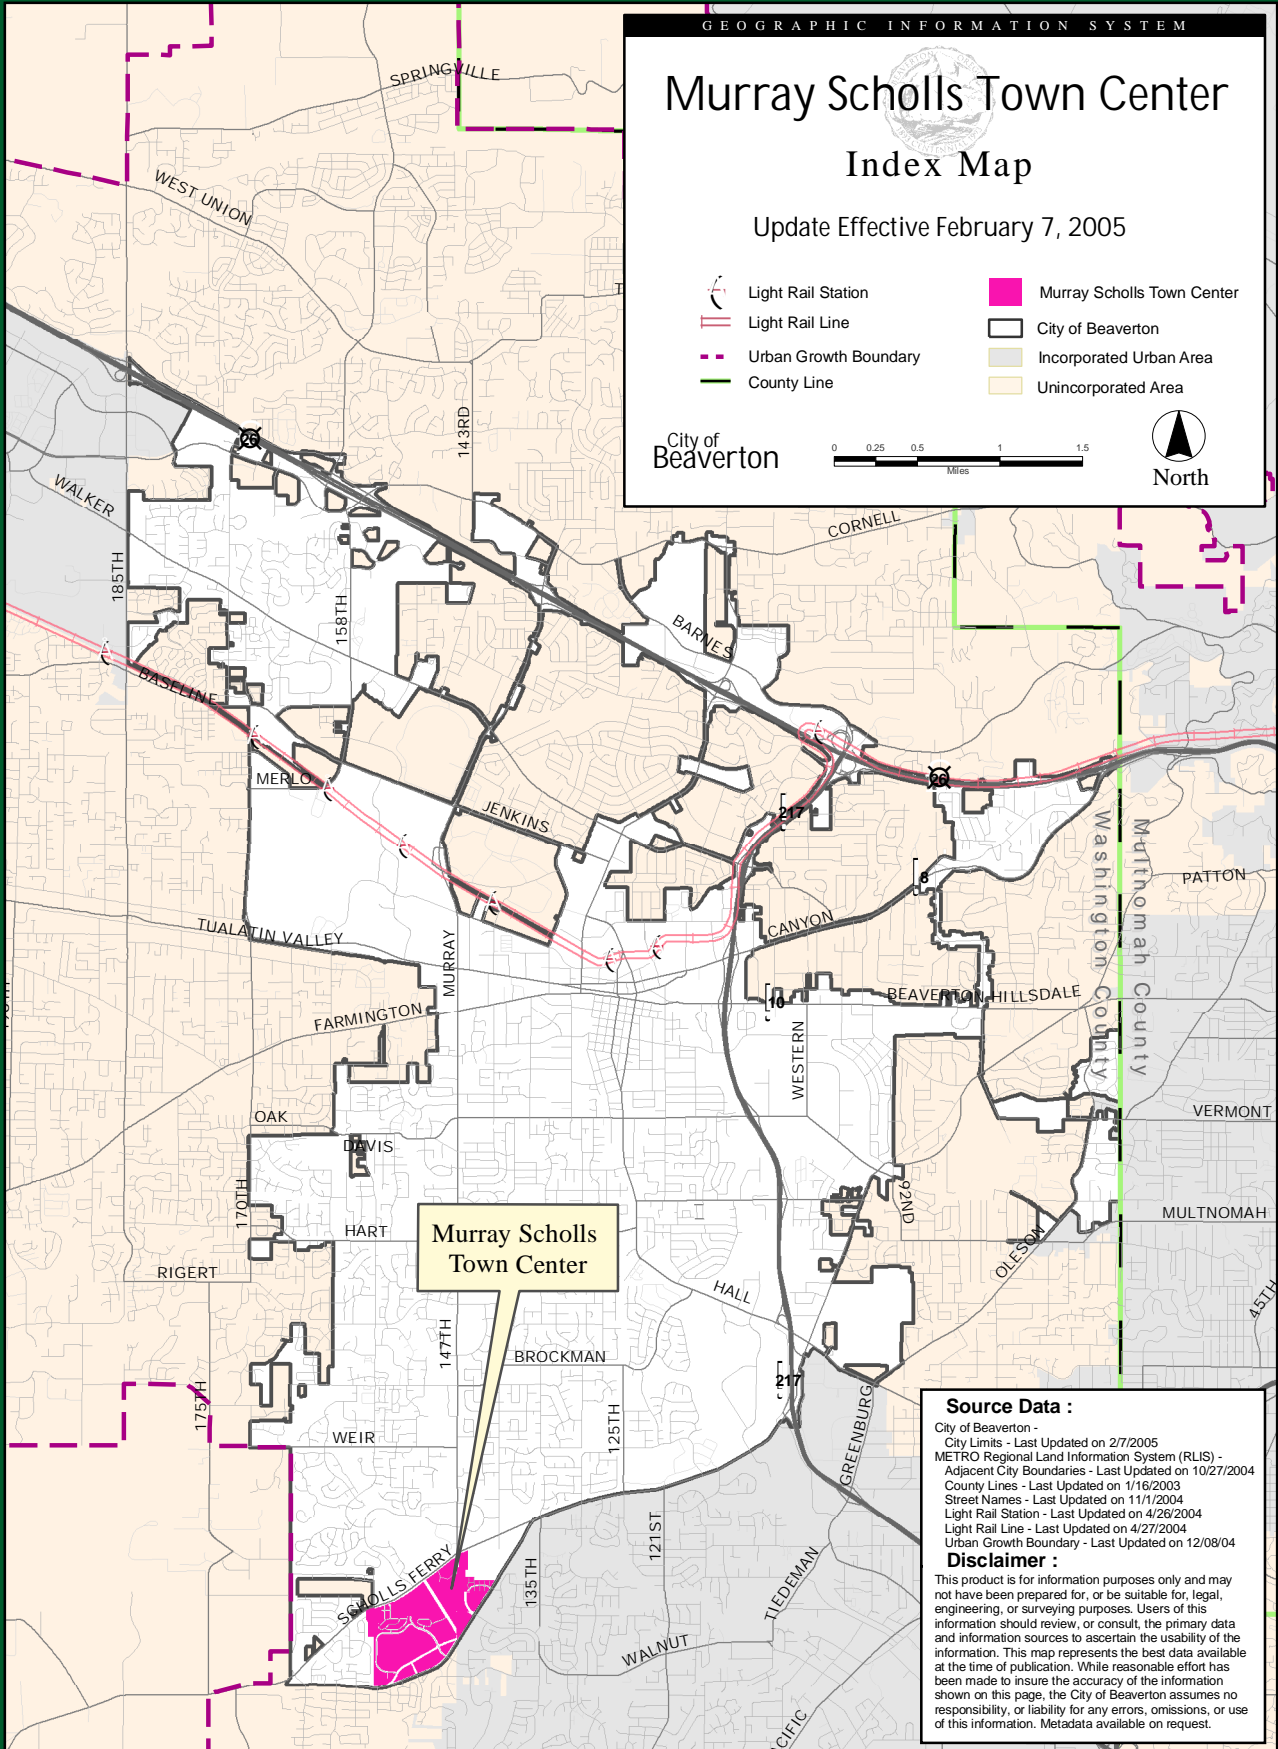 GEOGRAPHIC INFORMATION SYSTEM
Murray Scholls Town Center
Index Map
Update Effective February 7, 2005
Light Rail Station
Light Rail Line
Urban Growth Boundary
County Line
Murray Scholls Town Center
City of Beaverton
Incorporated Urban Area
Unincorporated Area
City of
Beaverton
0 0.25 0.5 1 1.5
Miles
North
SPRINGVILLE
WEST UNION
143RD
26
WALKER
185TH
158TH
CORNELL
BARNES
BASELINE
MERLO
JENKINS
217
26
8
CANYON
Washington County
Multnomah County
PATTON
TUALATIN VALLEY
MURRAY
FARMINGTON
10
BEAVERTON HILLSDALE
WESTERN
OAK
DAVIS
VERMONT
170TH
HART
92ND
MULTNOMAH
OLESON
RIGERT
Murray Scholls
Town Center
HALL
45TH
147TH
BROCKMAN
217
175TH
WEIR
125TH
GREENBURG
121ST
SCHOLLS FERRY
135TH
TIEDEMAN
WALNUT
CIFIC
Source Data :
City of Beaverton -
City Limits - Last Updated on 2/7/2005
METRO Regional Land Information System (RLIS) -
Adjacent City Boundaries - Last Updated on 10/27/2004
County Lines - Last Updated on 1/16/2003
Street Names - Last Updated on 11/1/2004
Light Rail Station - Last Updated on 4/26/2004
Light Rail Line - Last Updated on 4/27/2004
Urban Growth Boundary - Last Updated on 12/08/04
Disclaimer :
This product is for information purposes only and may
not have been prepared for, or be suitable for, legal,
engineering, or surveying purposes. Users of this
information should review, or consult, the primary data
and information sources to ascertain the usability of the
information. This map represents the best data available
at the time of publication. While reasonable effort has
been made to insure the accuracy of the information
shown on this page, the City of Beaverton assumes no
responsibility, or liability for any errors, omissions, or use
of this information. Metadata available on request.